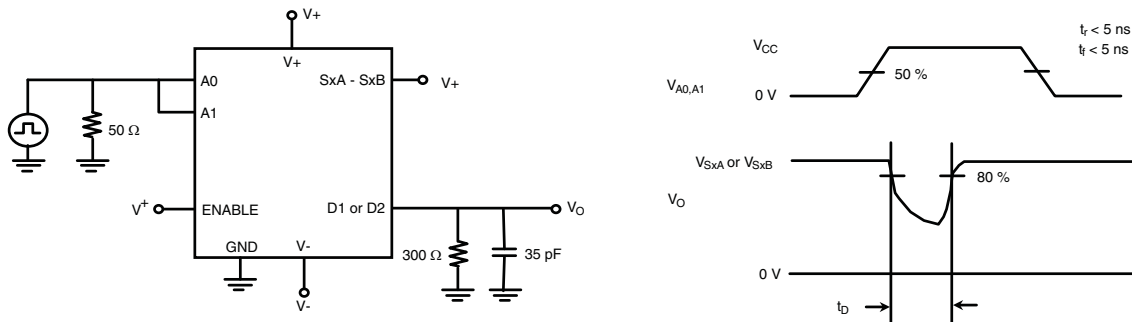 V+
V+
A0
SxA - SxB
V+
A1
50 Ω
V+
ENABLE
D1 or D2
VO
GND
V-
300 Ω
35 pF
V-
tr < 5 ns
tf < 5 ns
VCC
50 %
VA0,A1
0 V
VSxA or VSxB
80 %
VO
0 V
tD